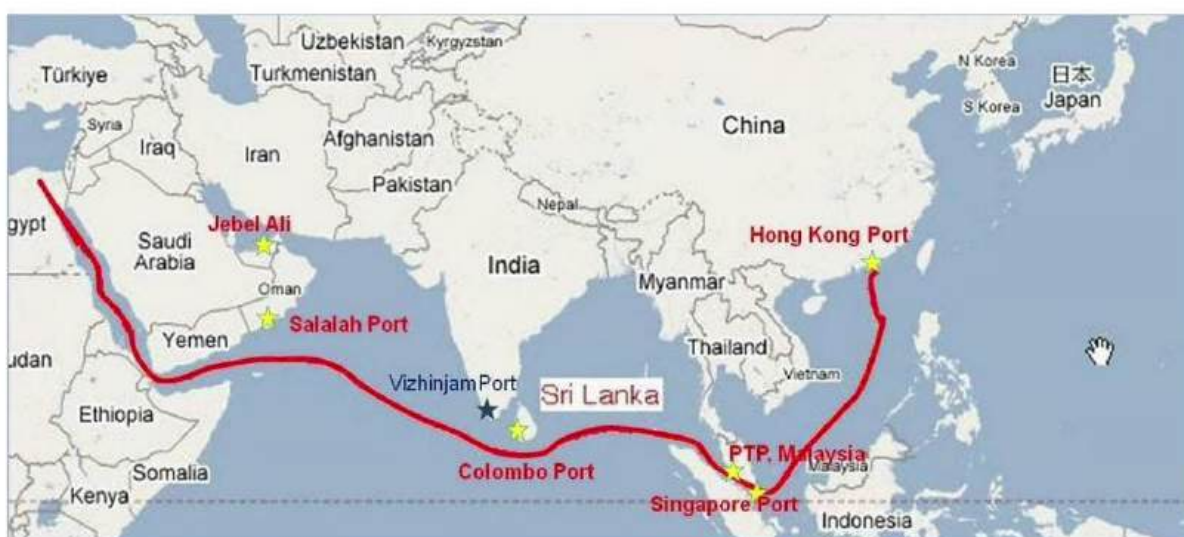 Uzbekistan
Kyrgyzstan
N Korea
日本
Türkiye
Turkmenistan
Japan
S Korea
Syria
China
Afghanistan
Iraq
Iran
Pakistan
Nepal
gypt
Jebel Ali
Hong Kong Port
Saudi
Arabia
India
Myanmar
Oman
Salalah Port
Yemen
Thailand
udan
Vietnam
Vizhinjam Port
Sri Lanka
Ethiopia
PTP, Malaysia
Colombo Port
Malaysia
Somalia
Kenya
Singapore Port
Indonesia